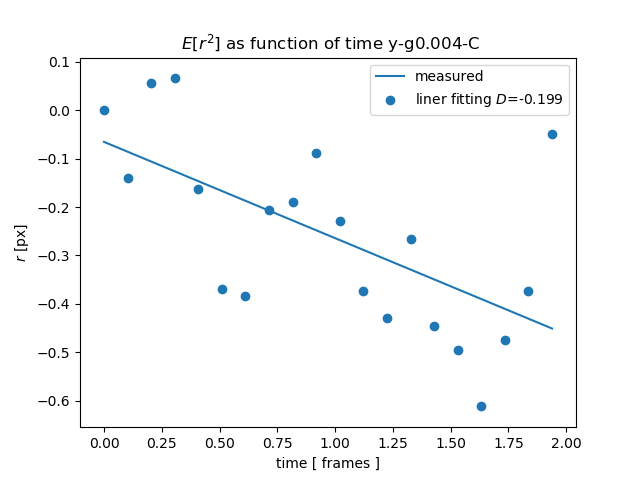 E[r²] as function of time y-g0.004-C
measured
liner fitting D=-0.199
0.1
0.0
−0.1
−0.2
−0.3
−0.4
−0.5
−0.6
r [px]
0.00 0.25 0.50 0.75 1.00 1.25 1.50 1.75 2.00
time [ frames ]